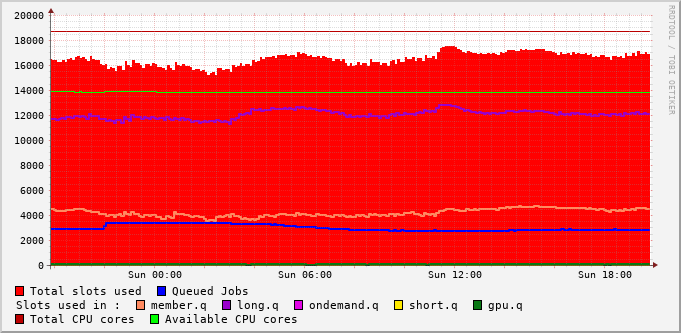 20000
18000
16000
14000
12000
10000
8000
6000
4000
2000
0
Sun 00:00 Sun 06:00 Sun 12:00 Sun 18:00
Total slots used Queued Jobs
Slots used in : member.q long.q ondemand.q short.q gpu.q
Total CPU cores Available CPU cores
RRDTOOL / TOBI OETIKER